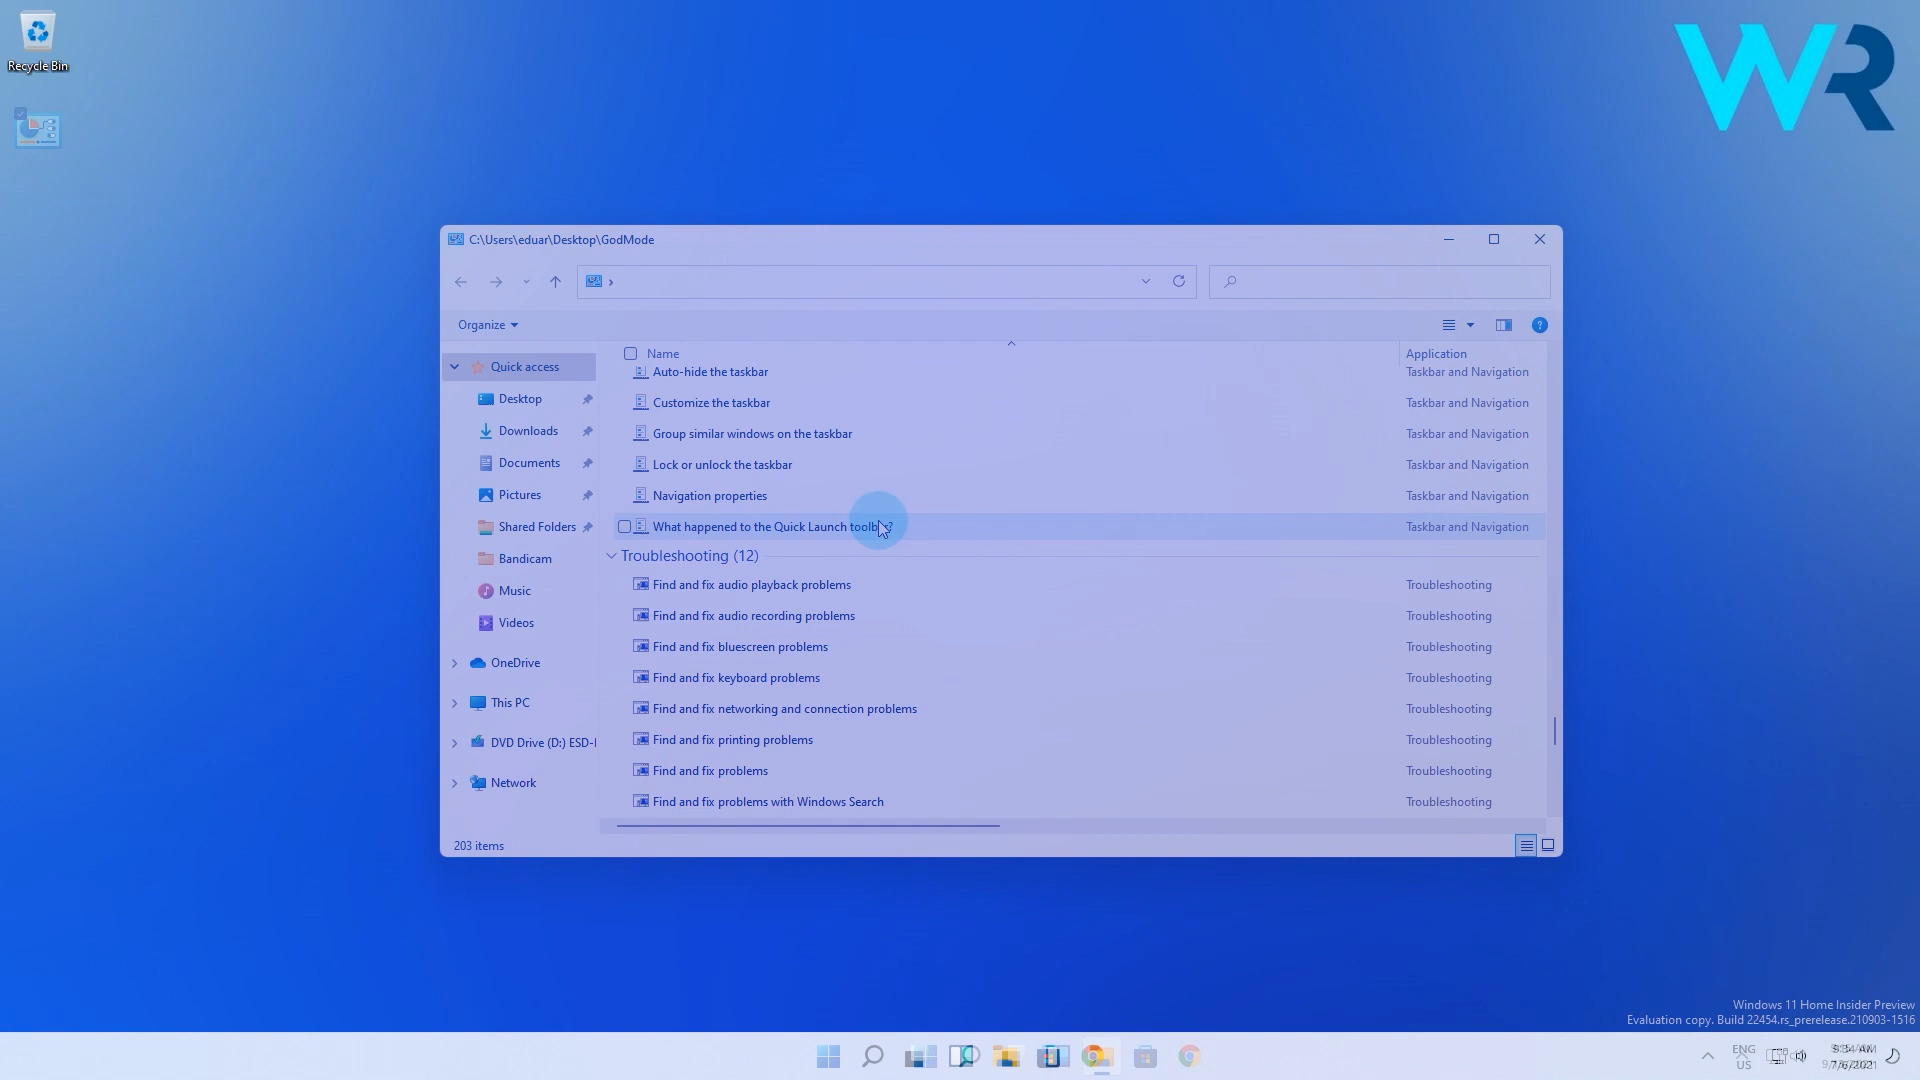 Recycle Bin
WR
C:\Users\eduar\Desktop\GodMode
Organize
Name Application
Quick access
Desktop
Downloads
Documents
Pictures
Shared Folders
Bandicam
Music
Videos
OneDrive
This PC
DVD Drive (D:) ESD-I
Network
Auto-hide the taskbar Taskbar and Navigation
Customize the taskbar Taskbar and Navigation
Group similar windows on the taskbar Taskbar and Navigation
Lock or unlock the taskbar Taskbar and Navigation
Navigation properties Taskbar and Navigation
What happened to the Quick Launch toolbar? Taskbar and Navigation
Troubleshooting (12)
Find and fix audio playback problems Troubleshooting
Find and fix audio recording problems Troubleshooting
Find and fix bluescreen problems Troubleshooting
Find and fix keyboard problems Troubleshooting
Find and fix networking and connection problems Troubleshooting
Find and fix printing problems Troubleshooting
Find and fix problems Troubleshooting
Find and fix problems with Windows Search Troubleshooting
203 items
Windows 11 Home Insider Preview
Evaluation copy. Build 22454.rs_prerelease.210903-1516
ENG
US